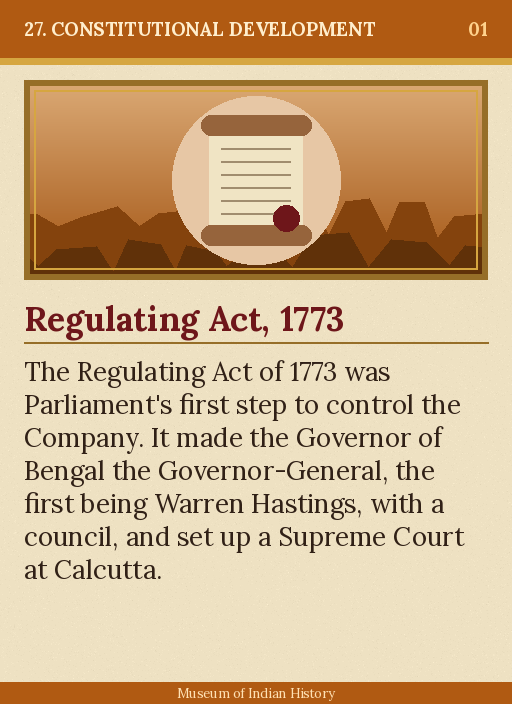 27. CONSTITUTIONAL DEVELOPMENT 01
Regulating Act, 1773
The Regulating Act of 1773 was
Parliament's first step to control the
Company. It made the Governor of
Bengal the Governor-General, the
first being Warren Hastings, with a
council, and set up a Supreme Court
at Calcutta.
Museum of Indian History